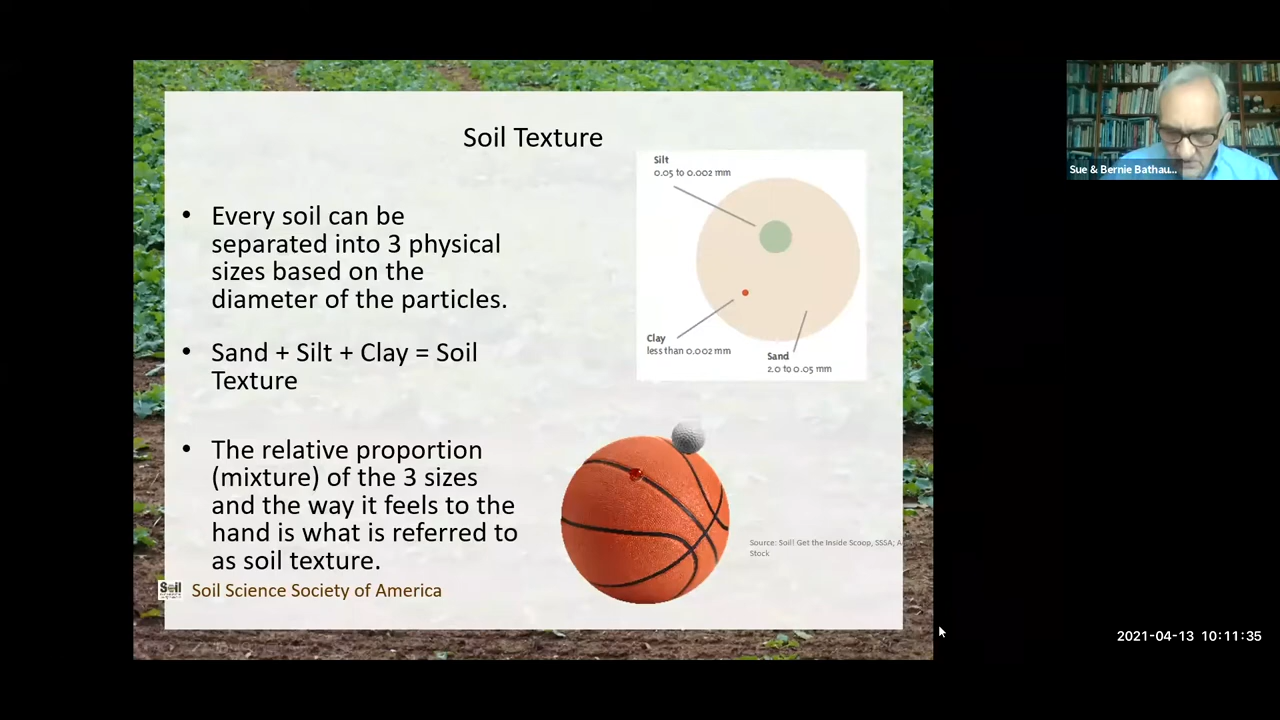 Soil Texture
• Every soil can be
separated into 3 physical
sizes based on the
diameter of the particles.
• Sand + Silt + Clay = Soil
Texture
• The relative proportion
(mixture) of the 3 sizes
and the way it feels to the
hand is what is referred to
as soil texture.
Soil
Soil Science Society of America
Silt
0.05 to 0.002 mm
Clay
less than 0.002 mm
Sand
2.0 to 0.05 mm
Source: Soil! Get the Inside Scoop, SSSA;
Stock
Sue & Bernie Bathau...
2021-04-13 10:11:35